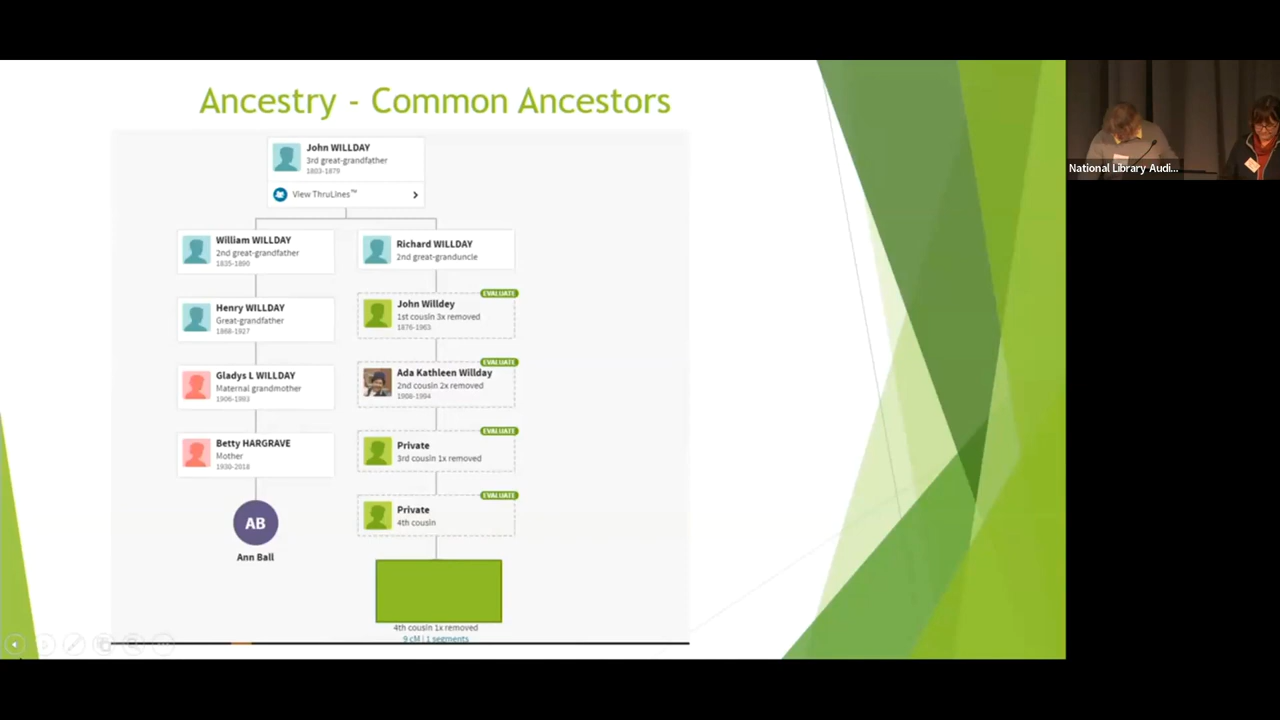 Ancestry - Common Ancestors
John WILLDAY
3rd great-grandfather
1803-1879
View ThruLines™
William WILLDAY
2nd great-grandfather
1835-1890
Richard WILLDAY
2nd great-granduncle
Henry WILLDAY
Great-grandfather
1868-1927
EVALUATE
John Willdey
1st cousin 3x removed
1876-1963
Gladys L WILLDAY
Maternal grandmother
1906-1993
EVALUATE
Ada Kathleen Willday
2nd cousin 2x removed
1908-1994
Betty HARGRAVE
Mother
1930-2018
EVALUATE
Private
3rd cousin 1x removed
AB
Ann Ball
EVALUATE
Private
4th cousin
4th cousin 1x removed
9 cM | 1 segments
National Library Audi...